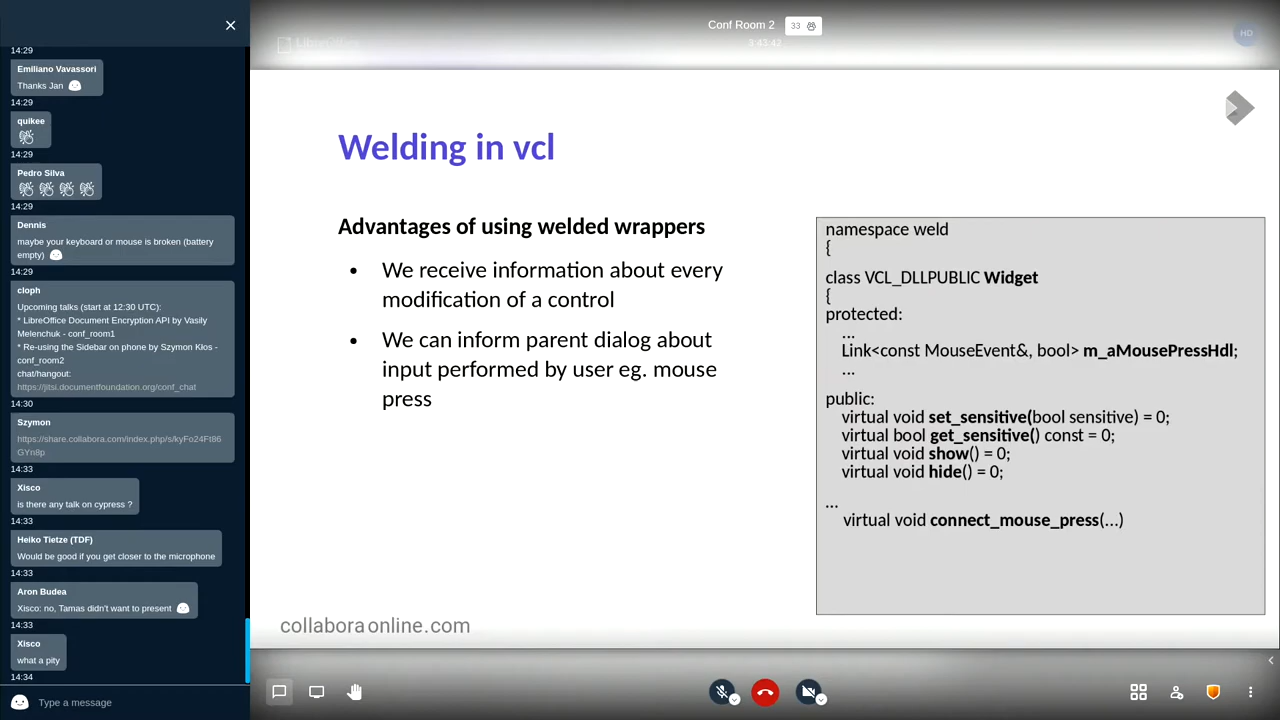 14:29
Emiliano Vavassori
Thanks Jan
14:29
quikee
14:29
Pedro Silva
14:29
Dennis
maybe your keyboard or mouse is broken (battery
empty)
14:29
cloph
Upcoming talks (start at 12:30 UTC):
* LibreOffice Document Encryption API by Vasily
Melenchuk - conf_room1
* Re-using the Sidebar on phone by Szymon Kłos -
conf_room2
chat/hangout:
https://jitsi.documentfoundation.org/conf_chat
14:30
Szymon
https://share.collabora.com/index.php/s/kyFo24Ft86
GYn8p
14:33
Xisco
is there any talk on cypress ?
14:33
Heiko Tietze (TDF)
Would be good if you get closer to the microphone
14:33
Aron Budea
Xisco: no, Tamas didn't want to present
14:33
Xisco
what a pity
14:34
Type a message
Conf Room 2
33
3:43:42
HD
Welding in vcl
Advantages of using welded wrappers
• We receive information about every
modification of a control
• We can inform parent dialog about
input performed by user eg. mouse
press
namespace weld
{
class VCL_DLLPUBLIC Widget
{
protected:
...
Link<const MouseEvent&, bool> m_aMousePressHdl;
...
public:
virtual void set_sensitive(bool sensitive) = 0;
virtual bool get_sensitive() const = 0;
virtual void show() = 0;
virtual void hide() = 0;
...
virtual void connect_mouse_press(...)
collaboraonline.com